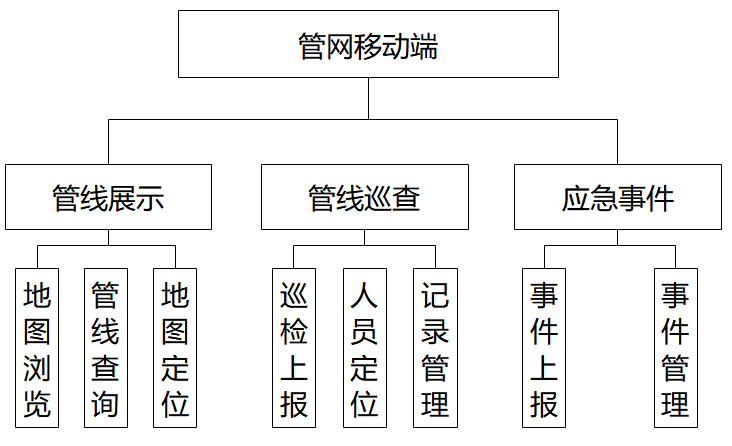 管网移动端
管线展示
管线巡查
应急事件
地图浏览
管线查询
地图定位
巡检上报
人员定位
记录管理
事件上报
事件管理